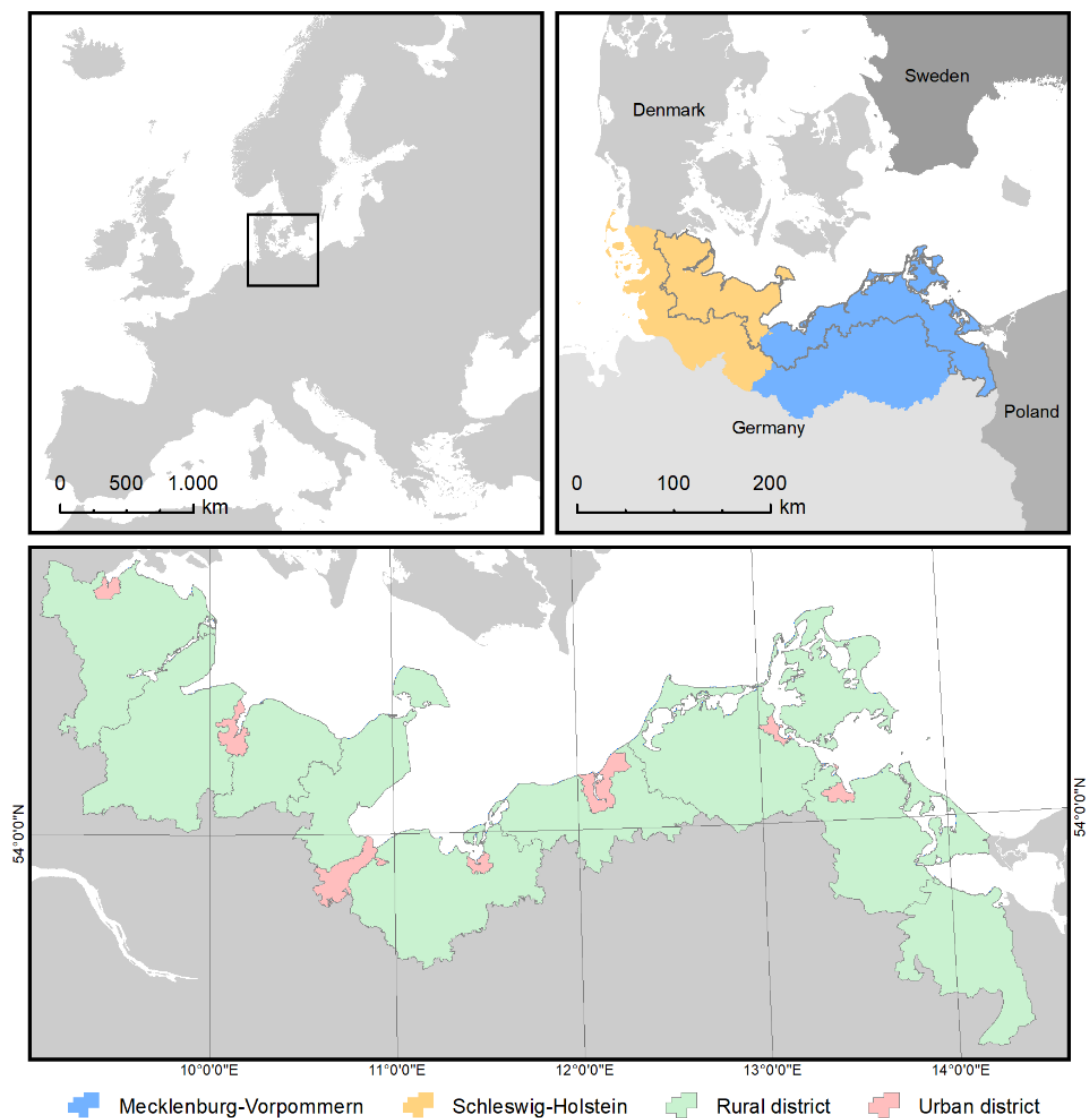 0 500 1.000
km
Denmark
Sweden
Germany
Poland
0 100 200
km
54°0'0"N
54°0'0"N
10°0'0"E 11°0'0"E 12°0'0"E 13°0'0"E 14°0'0"E
Mecklenburg-Vorpommern Schleswig-Holstein Rural district Urban district